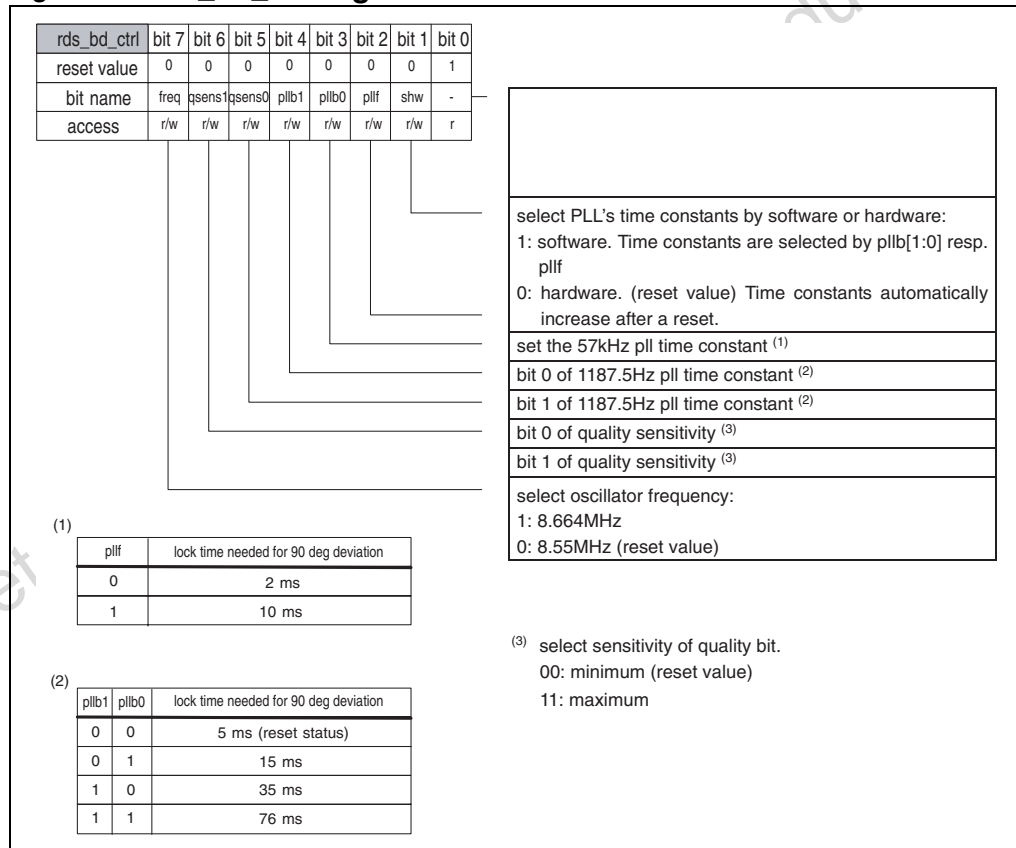 rds_bd_ctrl bit 7 bit 6 bit 5 bit 4 bit 3 bit 2 bit 1 bit 0
reset value 0 0 0 0 0 0 0 1
bit name freq qsens1 qsens0 pllb1 pllb0 pllf shw -
access r/w r/w r/w r/w r/w r/w r/w r
select PLL's time constants by software or hardware:
1: software. Time constants are selected by pllb[1:0] resp.
pllf
0: hardware. (reset value) Time constants automatically
increase after a reset.
set the 57kHz pll time constant (1)
bit 0 of 1187.5Hz pll time constant (2)
bit 1 of 1187.5Hz pll time constant (2)
bit 0 of quality sensitivity (3)
bit 1 of quality sensitivity (3)
select oscillator frequency:
1: 8.664MHz
0: 8.55MHz (reset value)
(1)
pllf lock time needed for 90 deg deviation
0 2 ms
1 10 ms
(2)
pllb1 pllb0 lock time needed for 90 deg deviation
0 0 5 ms (reset status)
0 1 15 ms
1 0 35 ms
1 1 76 ms
(3) select sensitivity of quality bit.
00: minimum (reset value)
11: maximum